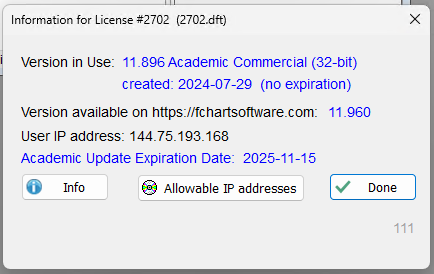 Information for License #2702 (2702.dft)
Version in Use: 11.896 Academic Commercial (32-bit)
created: 2024-07-29 (no expiration)
Version available on https://fchartsoftware.com: 11.960
User IP address: 144.75.193.168
Academic Update Expiration Date: 2025-11-15
Info
Allowable IP addresses
Done
111